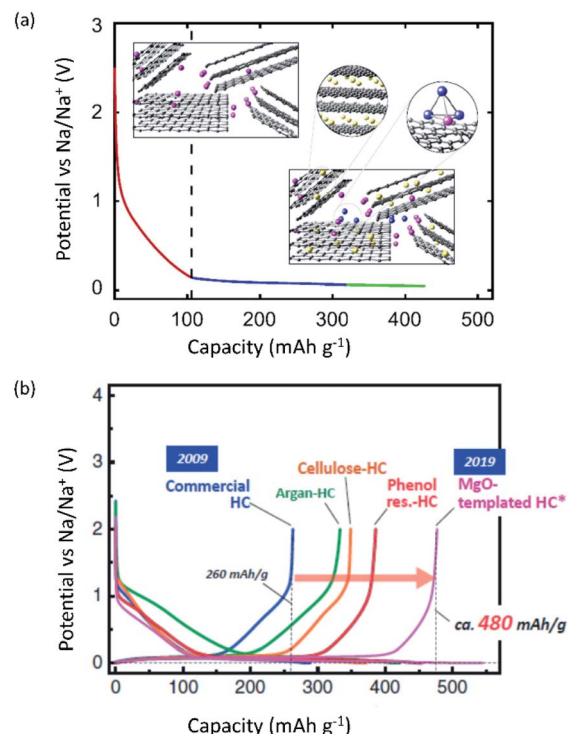 (a)
3
2
1
0
Potential vs Na/Na⁺ (V)
0 100 200 300 400 500
Capacity (mAh g⁻¹)
(b)
4
3
2
1
0
Potential vs Na/Na⁺ (V)
2009
Commercial
HC
Argan-HC
Cellulose-HC
Phenol
res.-HC
2019
MgO-
templated HC*
260 mAh/g
ca. 480 mAh/g
0 100 200 300 400 500
Capacity (mAh g⁻¹)